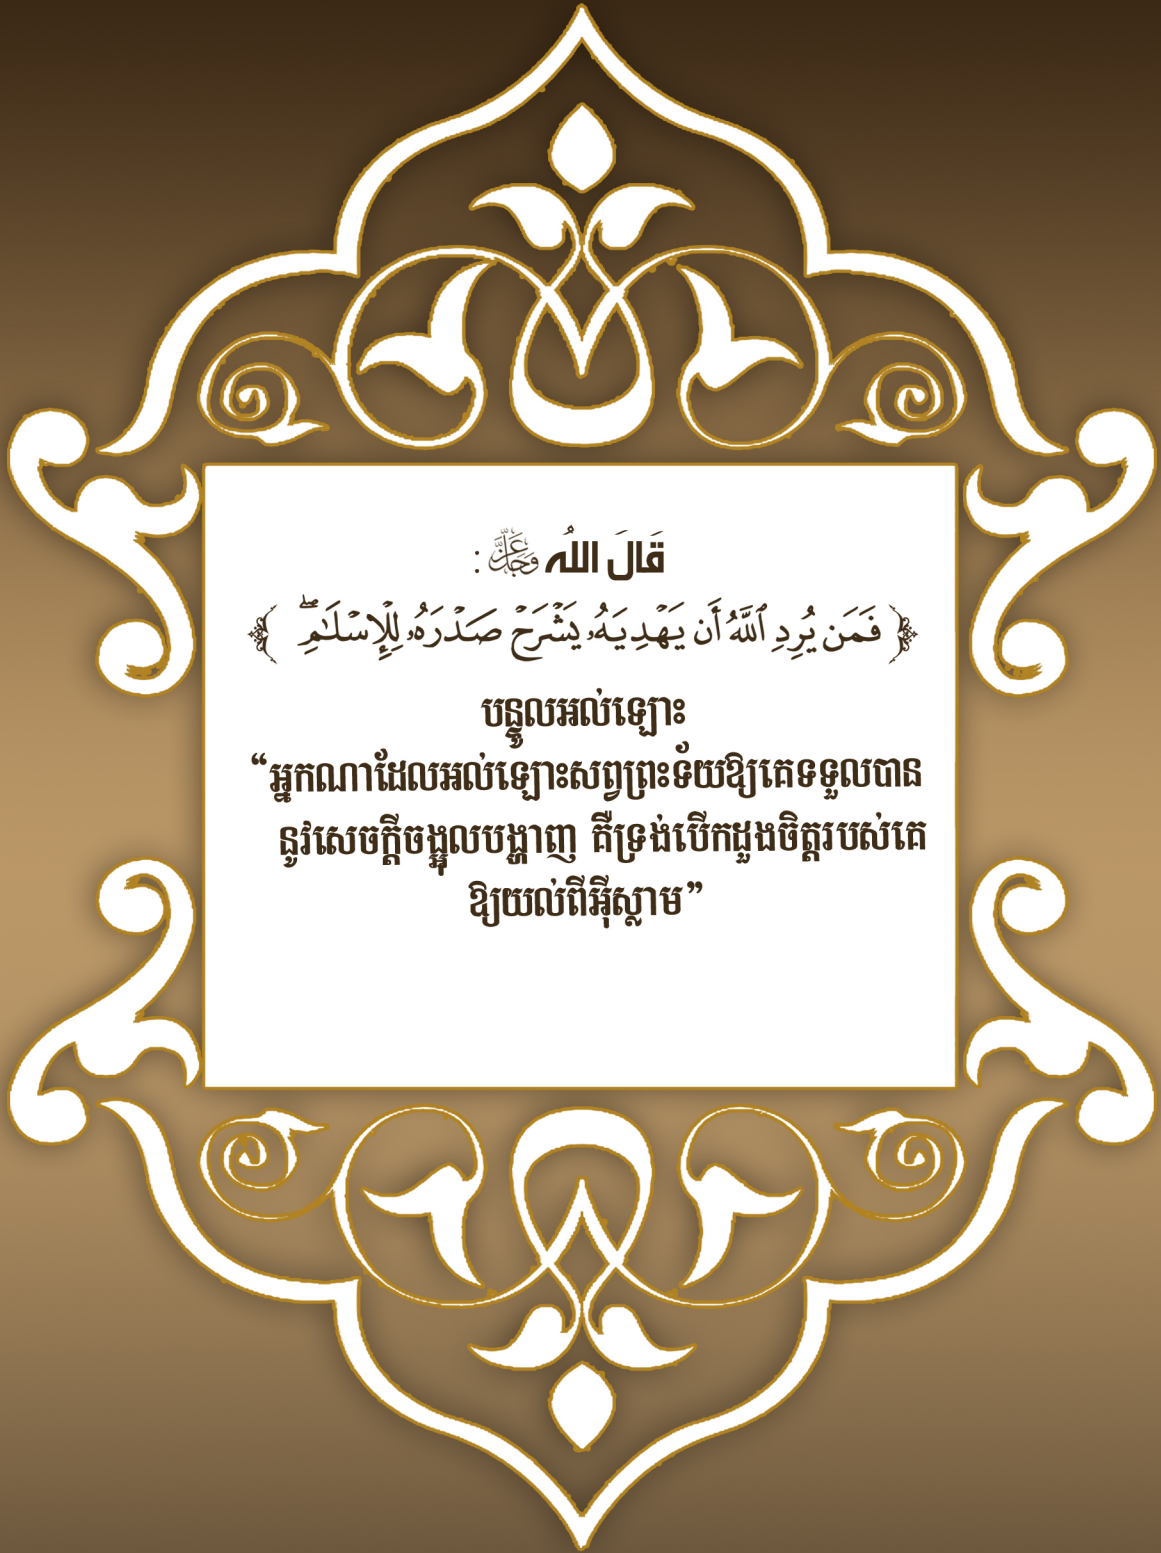 قَالَ اللهُ عَزَّ وَجَلَّ :
﴿ فَمَن يُرِدِ ٱللَّهُ أَن يَهۡدِيَهُۥ يَشۡرَحۡ صَدۡرَهُۥ لِلۡإِسۡلَٰمِۖ ﴾
បន្ទូលអល់ឡោះ
“អ្នកណាដែលអល់ឡោះសព្វព្រះទ័យឱ្យគេទទួលបាន
នូវសេចក្ដីចង្អុលបង្ហាញ គឺទ្រង់បើកដួងចិត្តរបស់គេ
ឱ្យយល់ពីអ៊ីស្លាម”